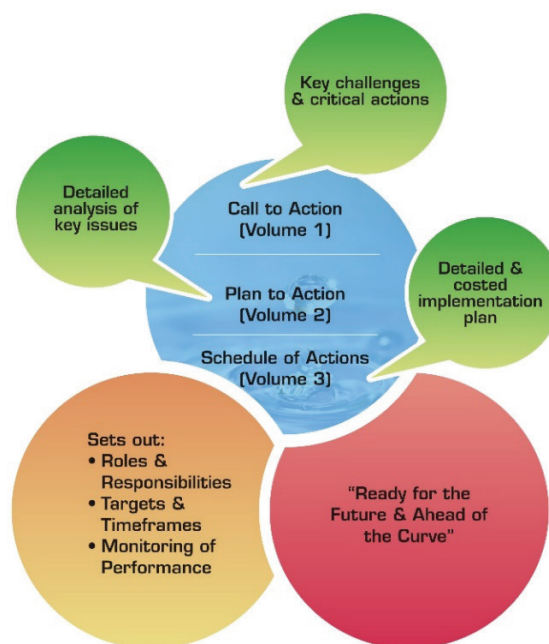 Key challenges
& critical actions
Detailed
analysis of
key issues
Call to Action
(Volume 1)
Plan to Action
(Volume 2)
Schedule of Actions
(Volume 3)
Detailed &
costed
implementation
plan
Sets out:
• Roles &
Responsibilities
• Targets &
Timeframes
• Monitoring of
Performance
"Ready for the
Future & Ahead of
the Curve"